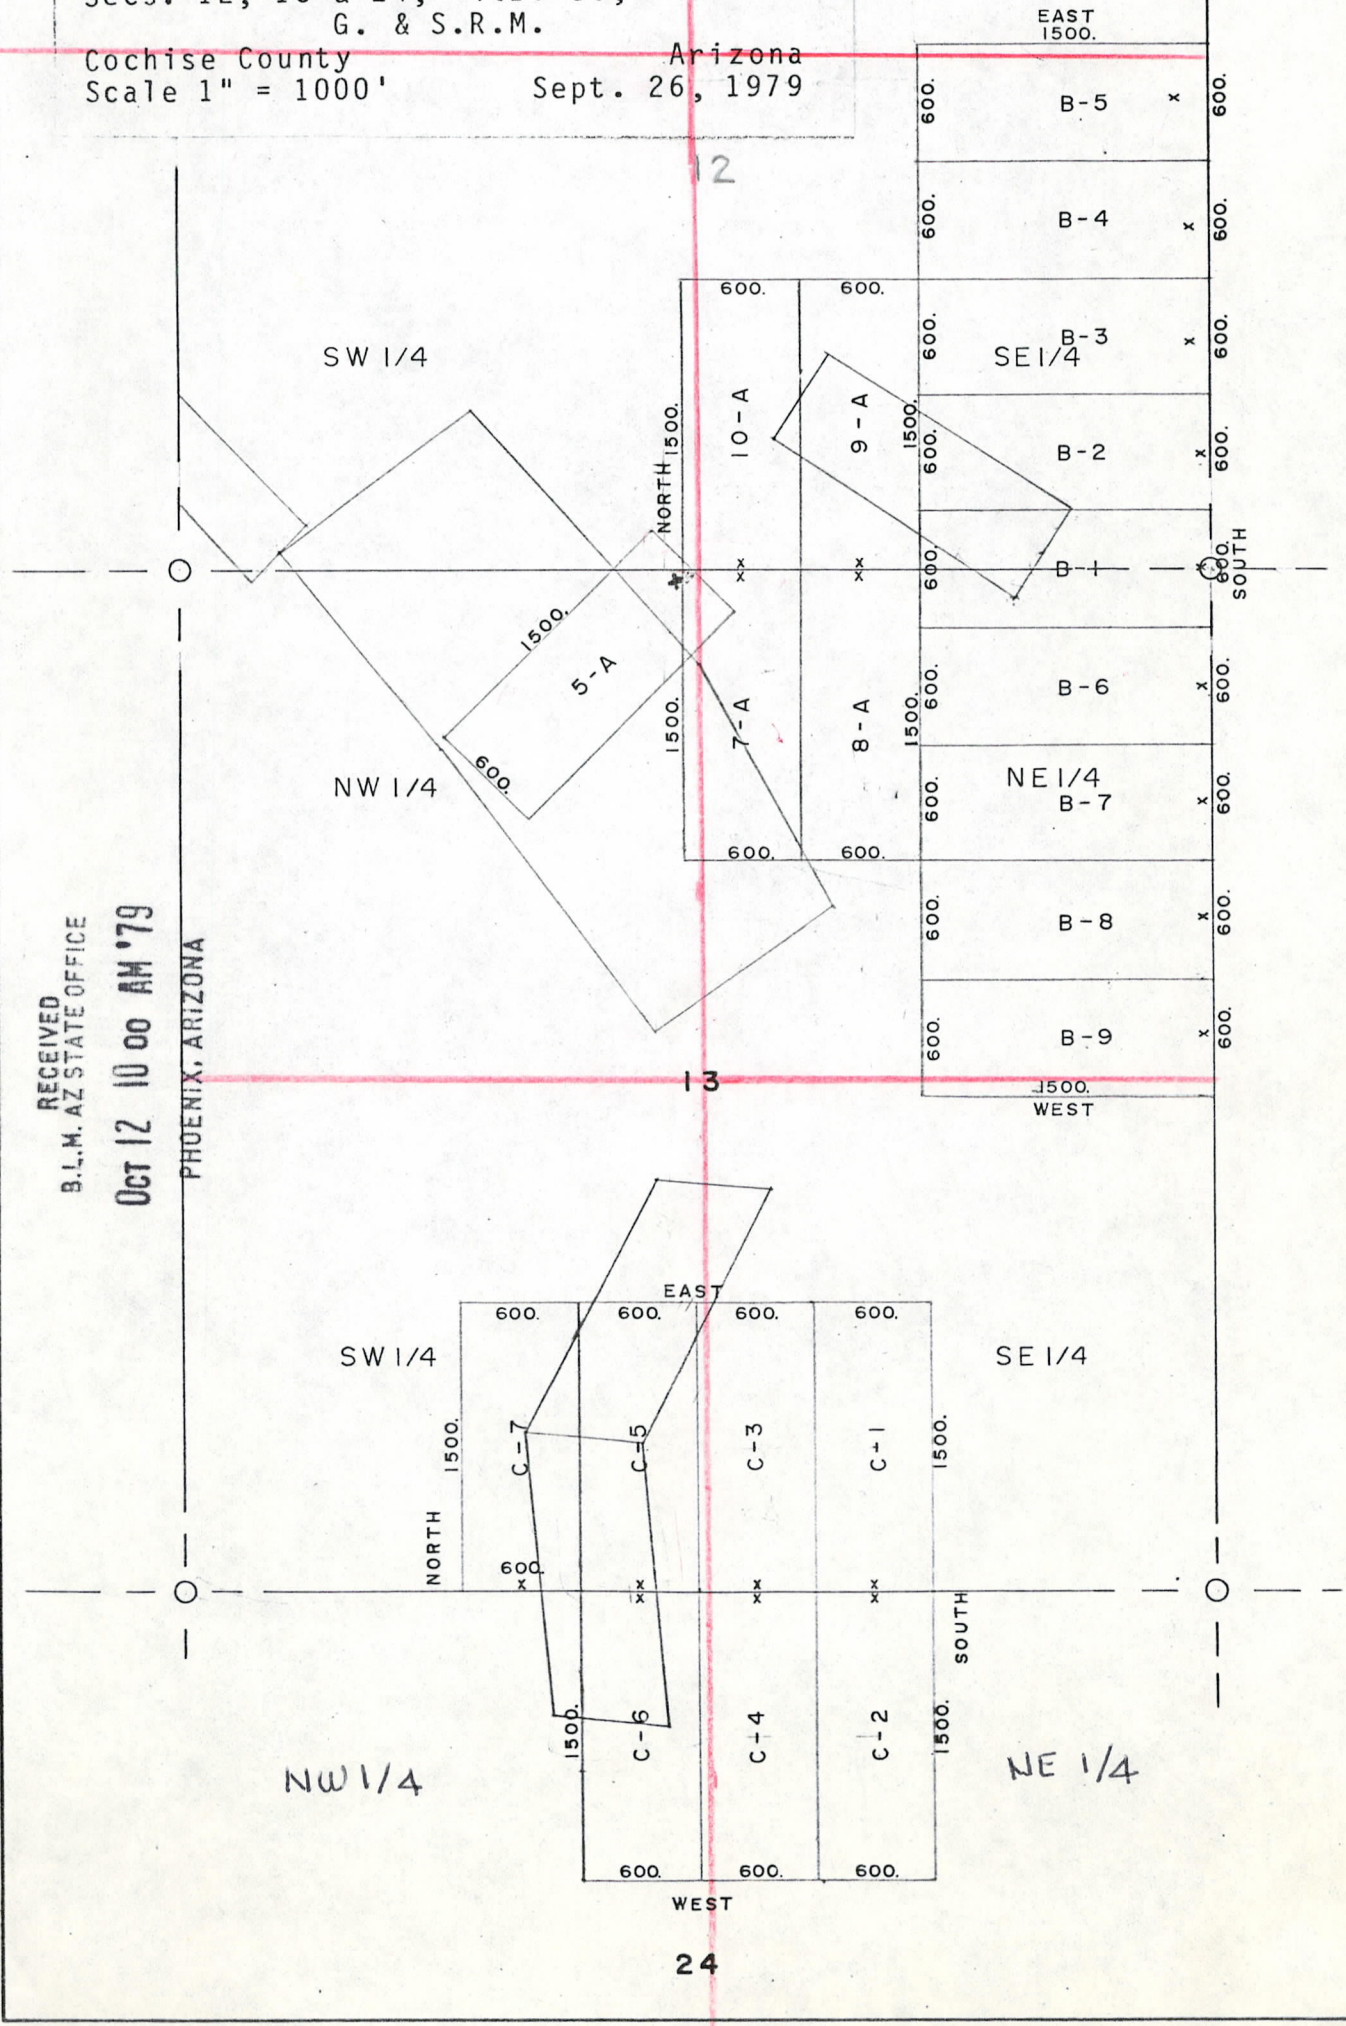 Secs. 12, 13 & 24,
G. & S.R.M.
Cochise County Arizona
Scale 1" = 1000' Sept. 26, 1979
12
EAST
1500.
600. B-5 x 600.
600. B-4 x 600.
600. 600.
600. B-3 x 600.
SW 1/4
SE1/4
1500. 10-A 9-A 1500.
600. B-2 x 600.
NORTH
x x x x x
600. B-1 x 600.
SOUTH
1500.
5-A
600.
1500. 7-A 8-A 1500.
600. B-6 x 600.
NW 1/4
NE1/4
600. B-7 x 600.
600. 600.
600. B-8 x 600.
600. B-9 x 600.
1500.
WEST
RECEIVED
B.L.M. AZ STATE OFFICE
OCT 12 10 00 AM '79
PHOENIX, ARIZONA
13
EAST
600. 600. 600. 600.
SW 1/4
SE 1/4
1500. C-7 C-5 C-3 C-1 1500.
NORTH
600.
x x x x x x x
SOUTH
1500. C-6 C-4 C-2 1500.
NW 1/4
NE 1/4
600. 600. 600.
WEST
24